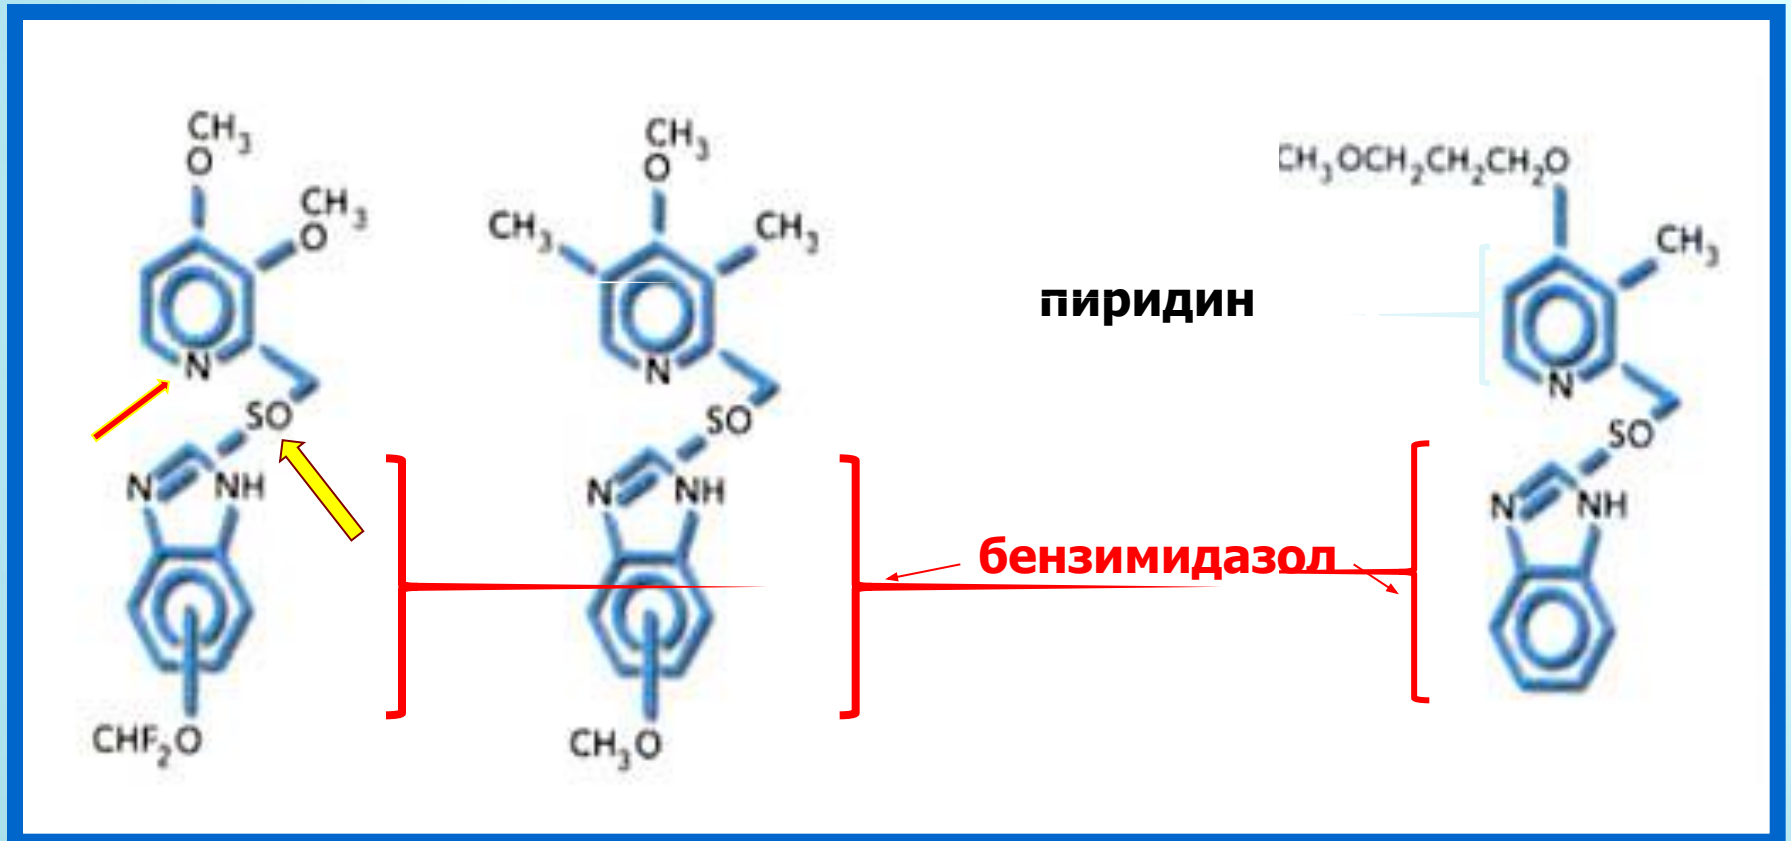 CH₃
O
CH₃
O
N
SO
N
NH
CHF₂O
CH₃
O
CH₃
CH₃
N
SO
N
NH
CH₃O
пиридин
бензимидазол
CH₃OCH₂CH₂CH₂O
CH₃
N
SO
N
NH